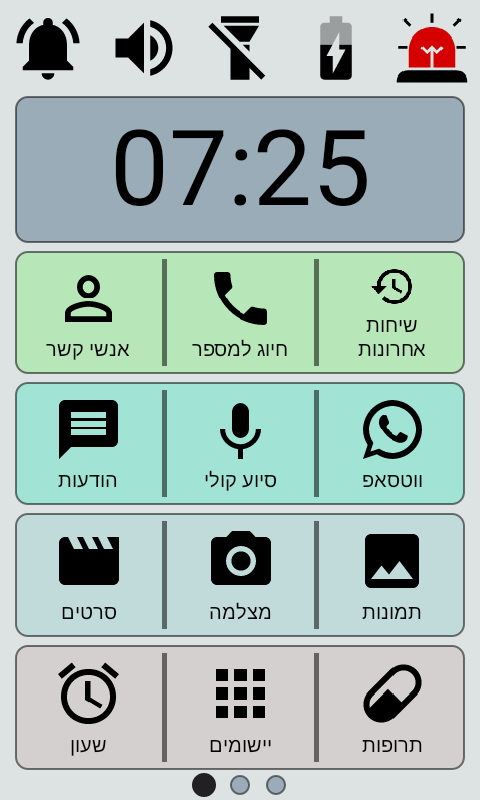 07:25
שיחות
אחרונות
חיוג למספר
אנשי קשר
ווטסאפ
סיוע קולי
הודעות
תמונות
מצלמה
סרטים
תרופות
יישומים
שעון